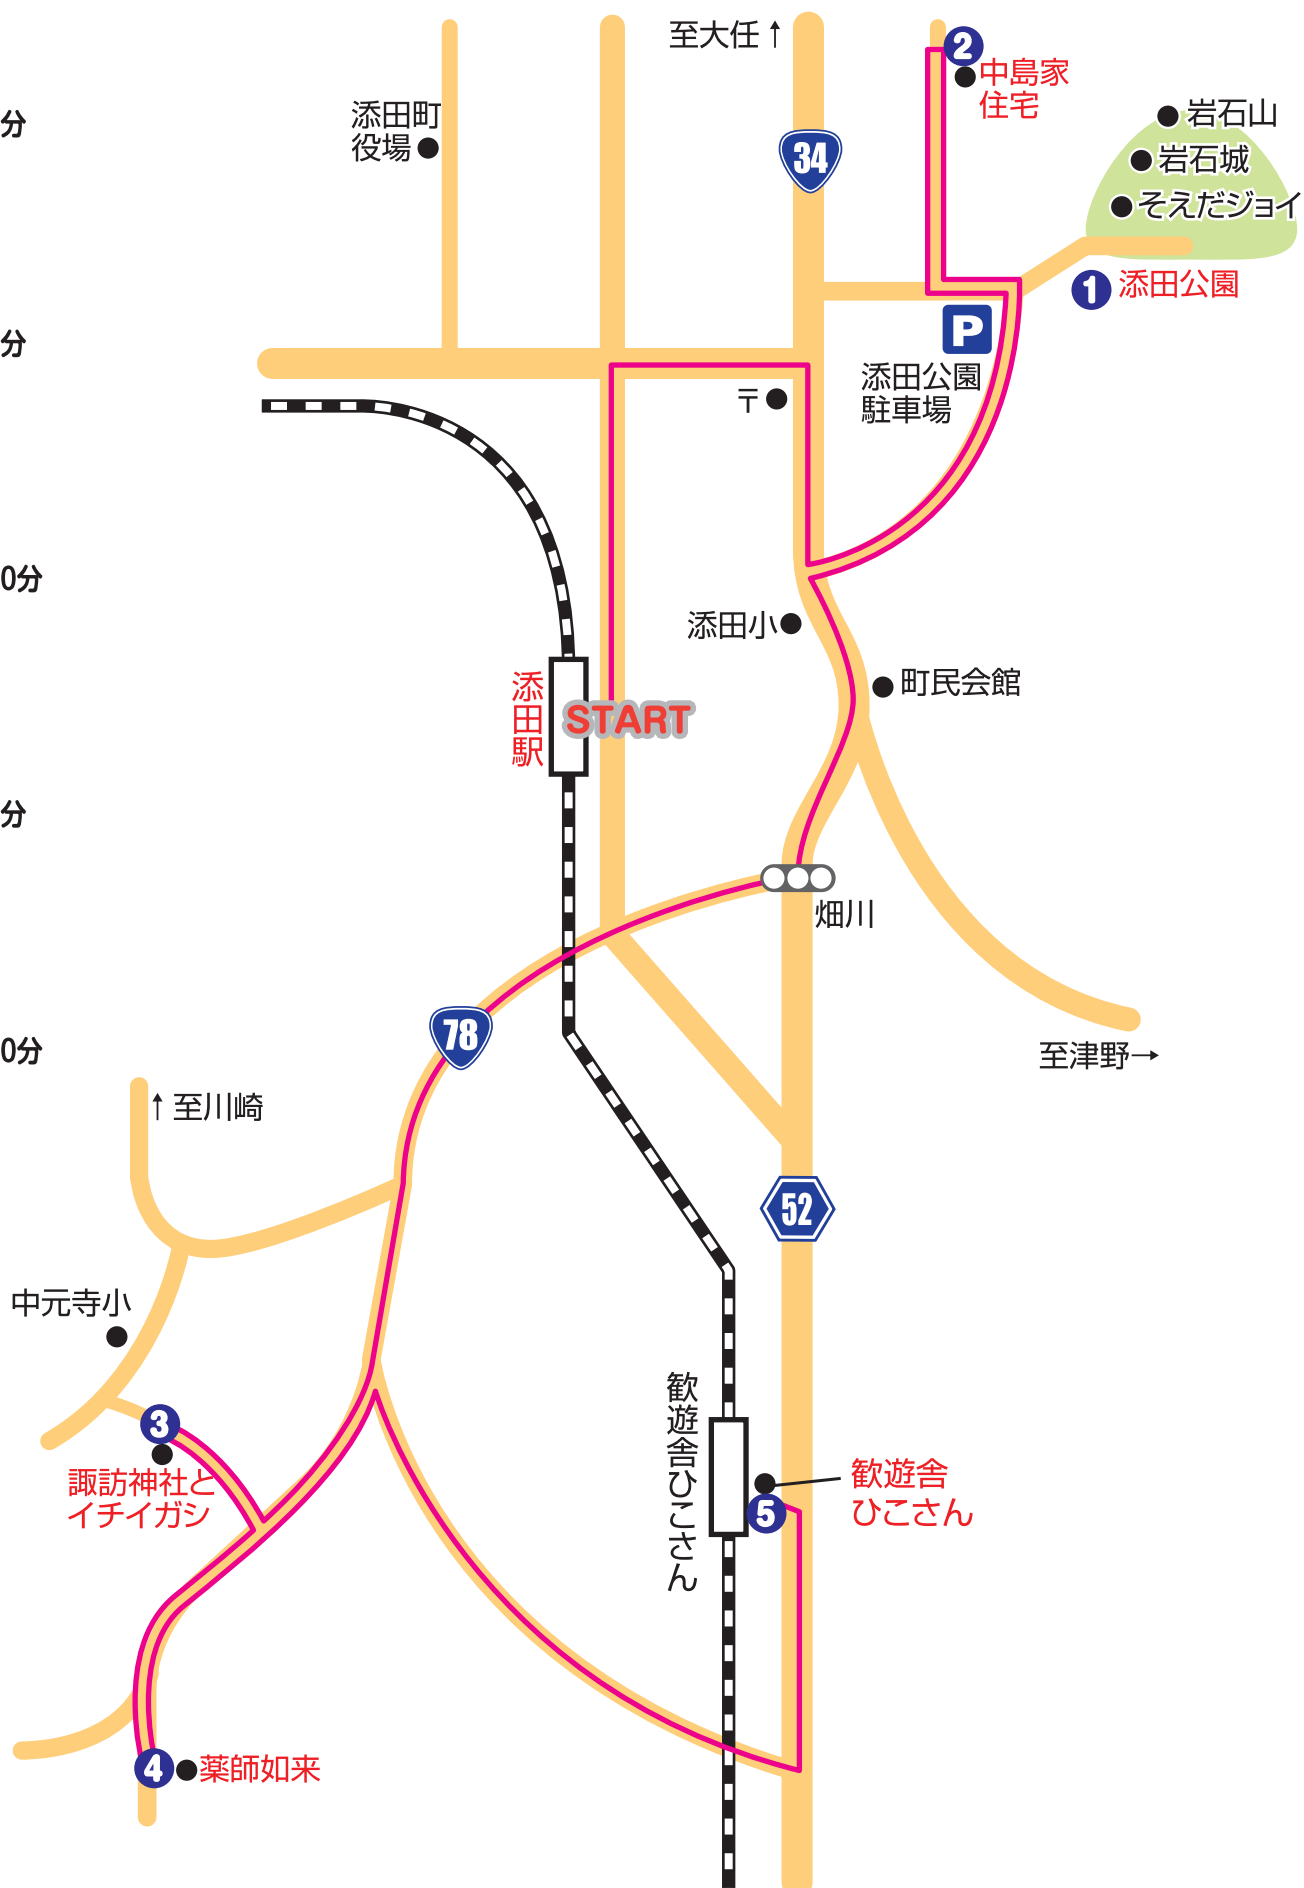 至大任↑
❷
中島家
住宅
分
添田町
役場
34
岩石山
岩石城
そえだジョイ
❶
添田公園
分
P
添田公園
駐車場
〒
0分
添田小
町民会館
添田駅
START
分
畑川
78
0分
至津野→
↑至川崎
52
中元寺小
歓遊舎ひこさん
❸
諏訪神社と
イチイガシ
歓遊舎
ひこさん
❺
❹
薬師如来